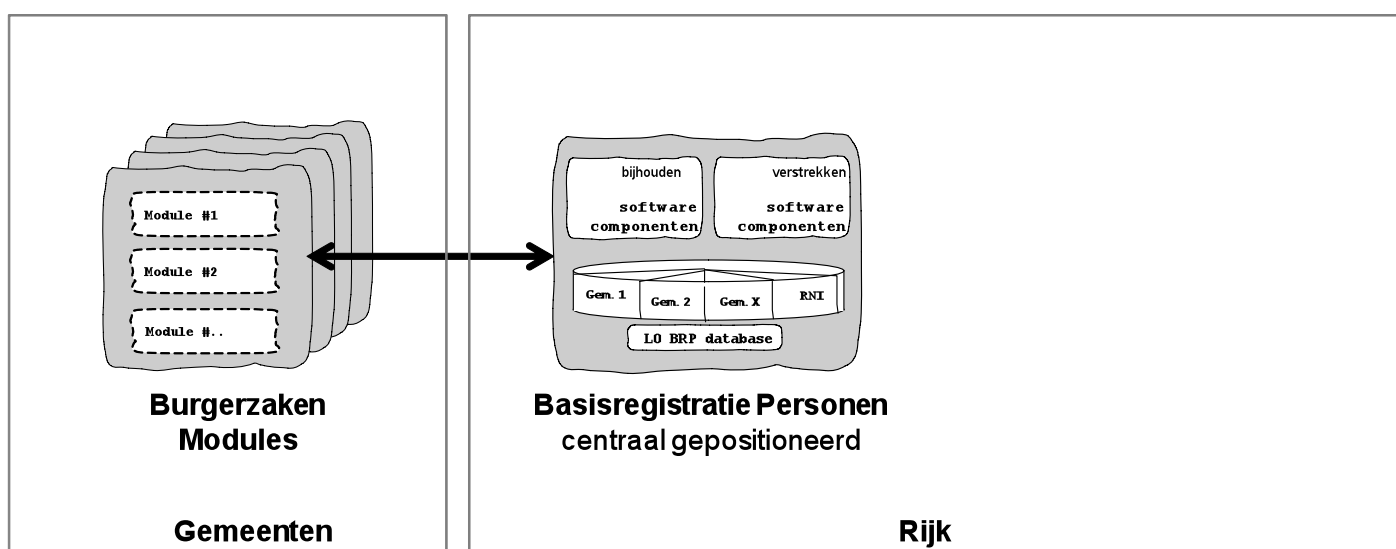 Module #1
Module #2
Module #..
Burgerzaken
Modules
Gemeenten
bijhouden
software
componenten
verstrekken
software
componenten
Gem.1
Gem.2
Gem.X
RNI
LO BRP database
Basisregistratie Personen
centraal gepositioneerd
Rijk